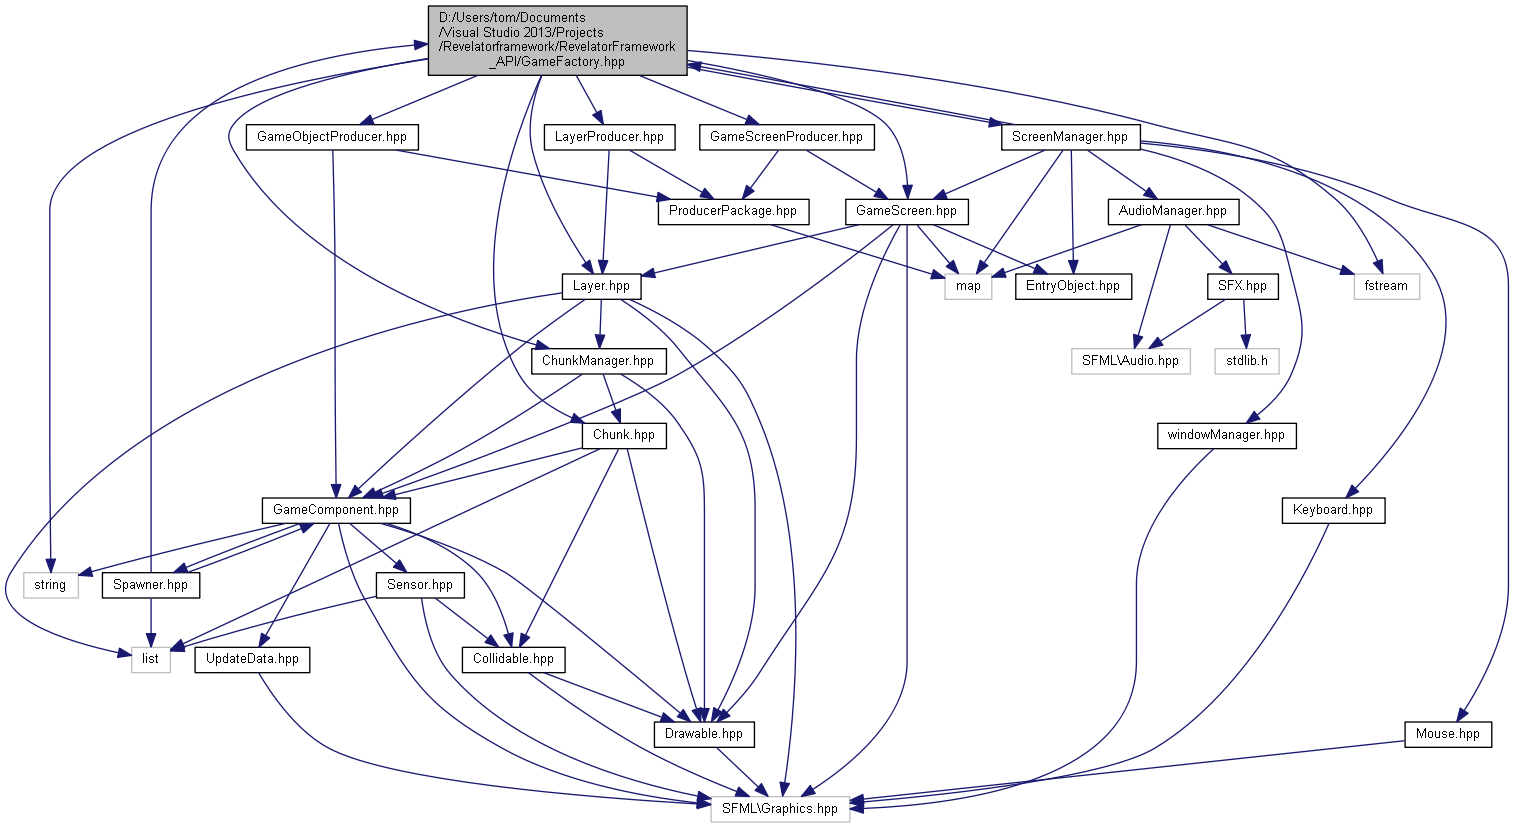 D:/Users/tom/Documents
/Visual Studio 2013/Projects
/Revelatorframework/RevelatorFramework
_API/GameFactory.hpp
GameObjectProducer.hpp
LayerProducer.hpp
GameScreenProducer.hpp
ScreenManager.hpp
ProducerPackage.hpp
GameScreen.hpp
AudioManager.hpp
Layer.hpp
map
EntryObject.hpp
SFX.hpp
fstream
ChunkManager.hpp
SFML\Audio.hpp
stdlib.h
Chunk.hpp
windowManager.hpp
GameComponent.hpp
Keyboard.hpp
string
Spawner.hpp
Sensor.hpp
list
UpdateData.hpp
Collidable.hpp
Drawable.hpp
Mouse.hpp
SFML\Graphics.hpp